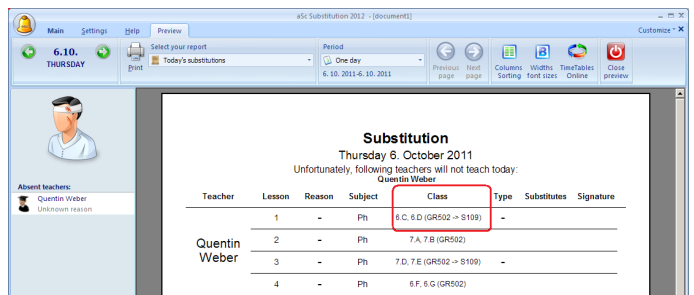 aSc Substitution 2012 - [document1]
Main Settings Help Preview Customize
6.10.
THURSDAY
Print
Select your report
Today's substitutions
Period
One day
6. 10. 2011-6. 10. 2011
Previous page
Next page
Columns Sorting
Widths font sizes
TimeTables Online
Close preview
Absent teachers:
Quentin Weber
Unknown reason
Substitution
Thursday 6. October 2011
Unfortunately, following teachers will not teach today:
Quentin Weber
Teacher Lesson Reason Subject Class Type Substitutes Signature
Quentin Weber
1 - Ph 6.C, 6.D (GR502 -> S109) -
2 - Ph 7.A, 7.B (GR502)
3 - Ph 7.D, 7.E (GR502 -> S109) -
4 - Ph 6.F, 6.G (GR502)